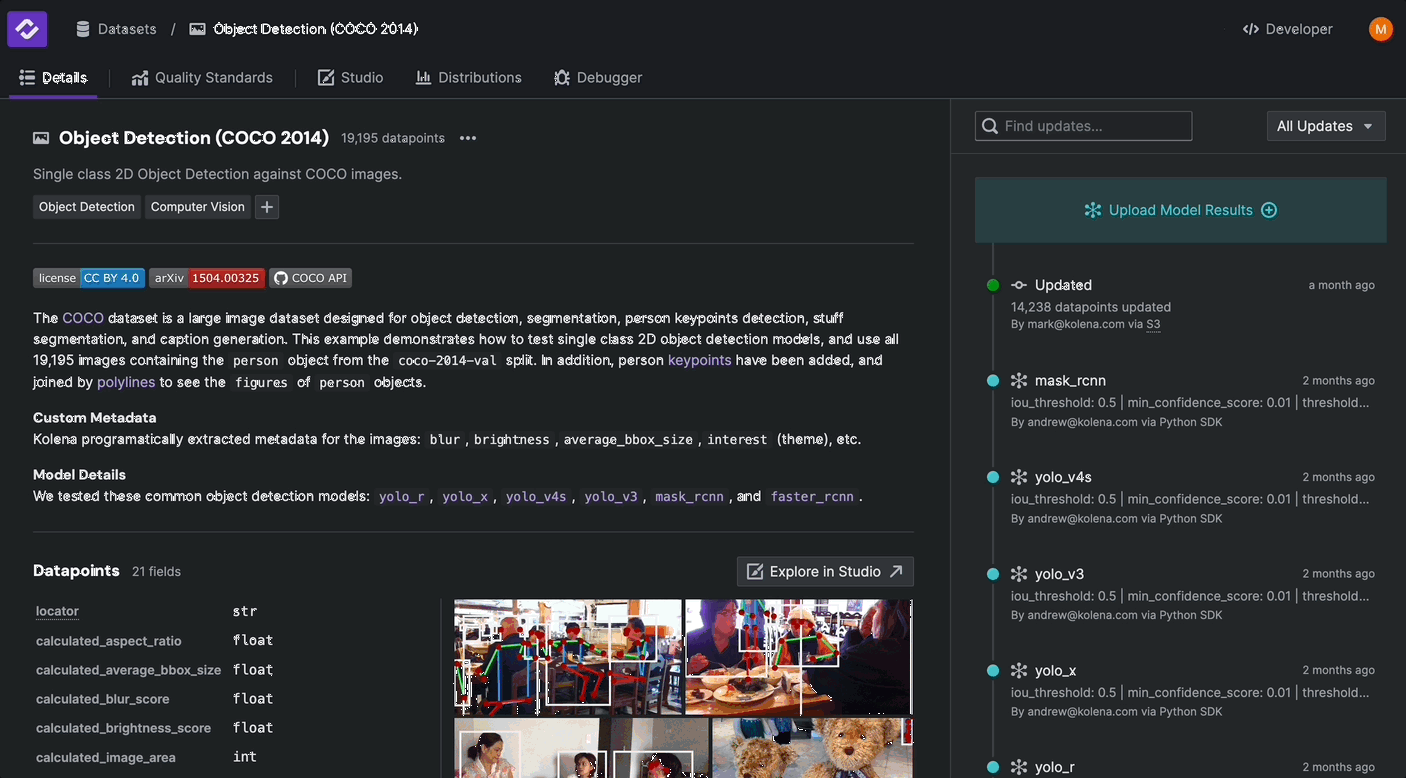 Datasets / Object Detection (COCO 2014)
Developer
M
Details
Quality Standards
Studio
Distributions
Debugger
Object Detection (COCO 2014) 19,195 datapoints
Single class 2D Object Detection against COCO images.
Object Detection
Computer Vision
license CC BY 4.0
arXiv 1504.00325
COCO API
The COCO dataset is a large image dataset designed for object detection, segmentation, person keypoints detection, stuff
segmentation, and caption generation. This example demonstrates how to test single class 2D object detection models, and use all
19,195 images containing the person object from the coco-2014-val split. In addition, person keypoints have been added, and
joined by polylines to see the figures of person objects.
Custom Metadata
Kolena programatically extracted metadata for the images: blur, brightness, average_bbox_size, interest (theme), etc.
Model Details
We tested these common object detection models: yolo_r, yolo_x, yolo_v4s, yolo_v3, mask_rcnn, and faster_rcnn.
Datapoints 21 fields
Explore in Studio
locator str
calculated_aspect_ratio float
calculated_average_bbox_size float
calculated_blur_score float
calculated_brightness_score float
calculated_image_area int
Find updates...
All Updates
Upload Model Results
Updated a month ago
14,238 datapoints updated
By mark@kolena.com via S3
mask_rcnn 2 months ago
iou_threshold: 0.5 | min_confidence_score: 0.01 | threshold...
By andrew@kolena.com via Python SDK
yolo_v4s 2 months ago
iou_threshold: 0.5 | min_confidence_score: 0.01 | threshold...
By andrew@kolena.com via Python SDK
yolo_v3 2 months ago
iou_threshold: 0.5 | min_confidence_score: 0.01 | threshold...
By andrew@kolena.com via Python SDK
yolo_x 2 months ago
iou_threshold: 0.5 | min_confidence_score: 0.01 | threshold...
By andrew@kolena.com via Python SDK
yolo_r 2 months ago